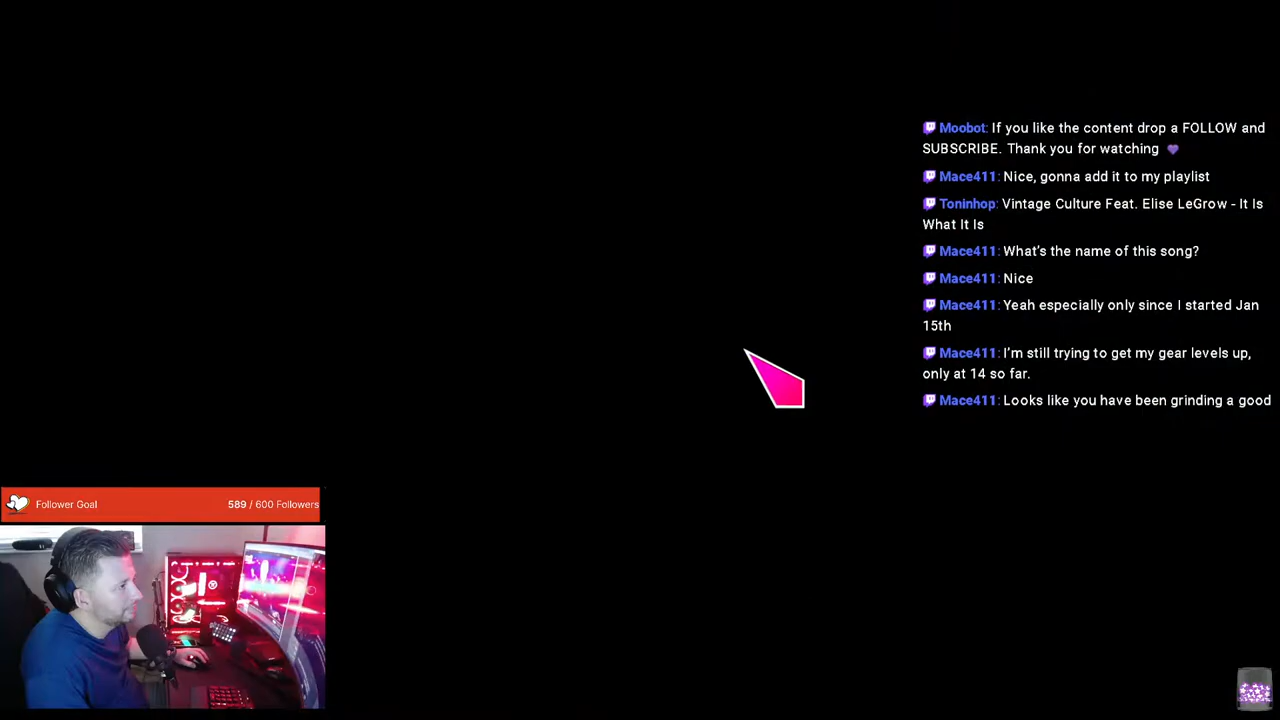 Moobot: If you like the content drop a FOLLOW and
SUBSCRIBE. Thank you for watching 💜
Mace411: Nice, gonna add it to my playlist
Toninhop: Vintage Culture Feat. Elise LeGrow - It Is
What It Is
Mace411: What's the name of this song?
Mace411: Nice
Mace411: Yeah especially only since I started Jan
15th
Mace411: I'm still trying to get my gear levels up,
only at 14 so far.
Mace411: Looks like you have been grinding a good
Follower Goal 589 / 600 Followers